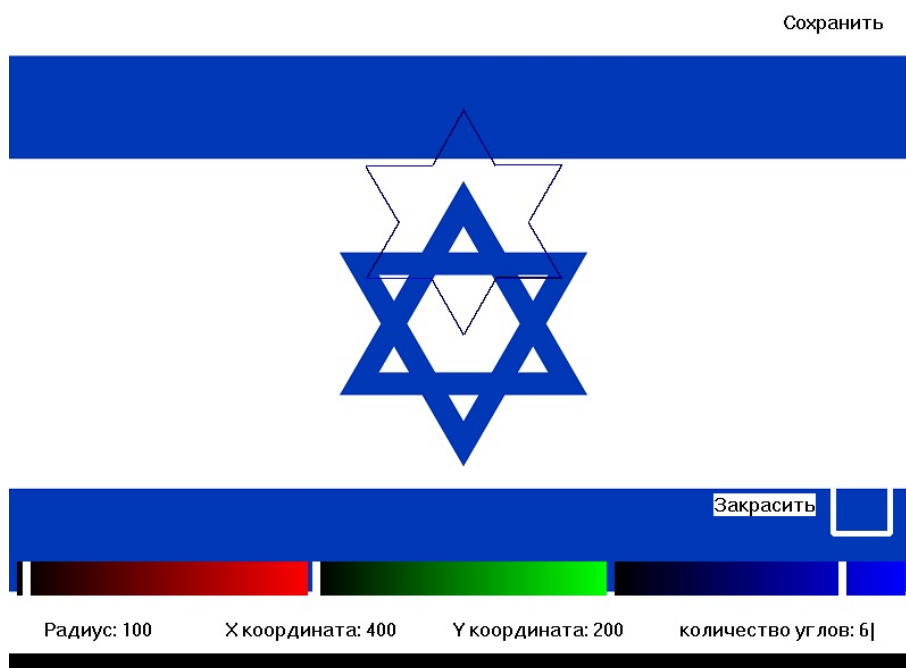 Сохранить
Закрасить
Радиус: 100 X координата: 400 Y координата: 200 количество углов: 6|